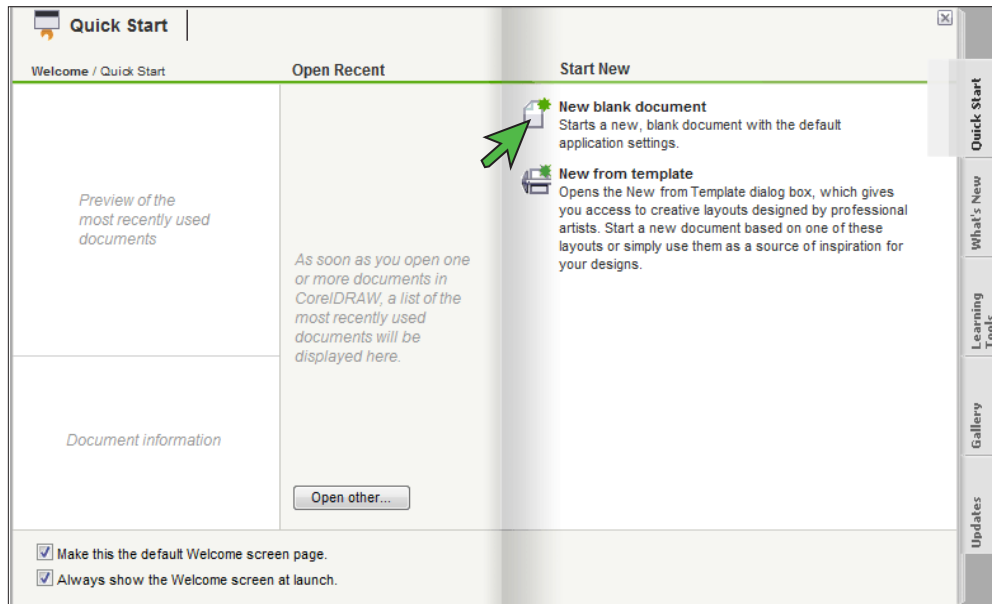 Quick Start
Welcome / Quick Start
Open Recent
Start New
Preview of the
most recently used
documents
Document information
As soon as you open one
or more documents in
CorelDRAW, a list of the
most recently used
documents will be
displayed here.
Open other...
New blank document
Starts a new, blank document with the default
application settings.
New from template
Opens the New from Template dialog box, which gives
you access to creative layouts designed by professional
artists. Start a new document based on one of these
layouts or simply use them as a source of inspiration for
your designs.
Make this the default Welcome screen page.
Always show the Welcome screen at launch.
Quick Start
What's New
Learning
Tools
Gallery
Updates